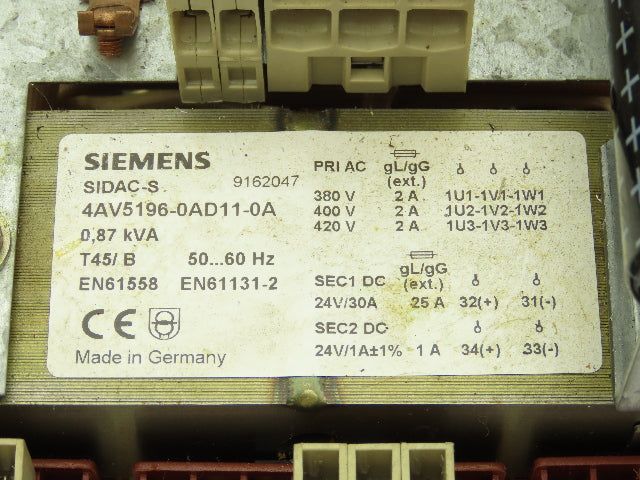 SIEMENS
SIDAC-S 9162047
4AV5196-0AD11-0A
0,87 kVA
T45/ B 50...60 Hz
EN61558 EN61131-2
CE
Made in Germany
PRI AC gL/gG
(ext.)
380 V 2 A 1U1-1V1-1W1
400 V 2 A 1U2-1V2-1W2
420 V 2 A 1U3-1V3-1W3
gL/gG
SEC1 DC (ext.)
24V/30A 25 A 32(+) 31(-)
SEC2 DC
24V/1A±1% 1 A 34(+) 33(-)